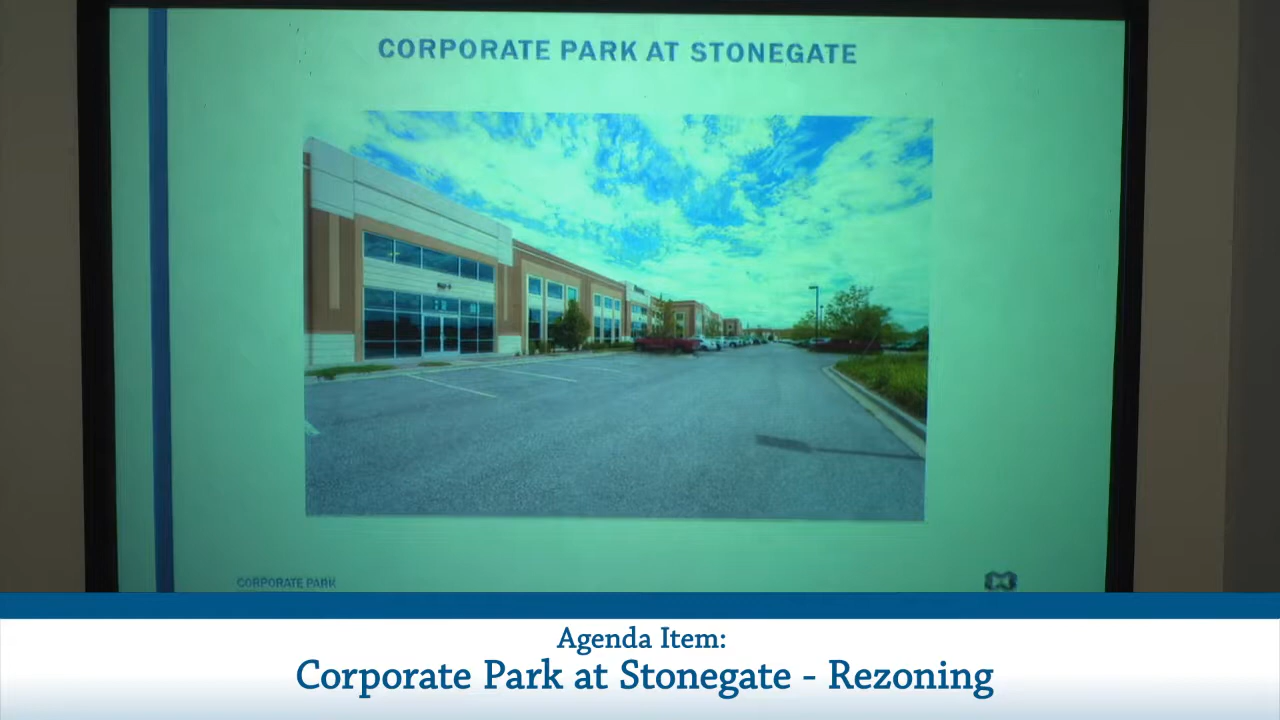 CORPORATE PARK AT STONEGATE
CORPORATE PARK
Agenda Item:
Corporate Park at Stonegate - Rezoning